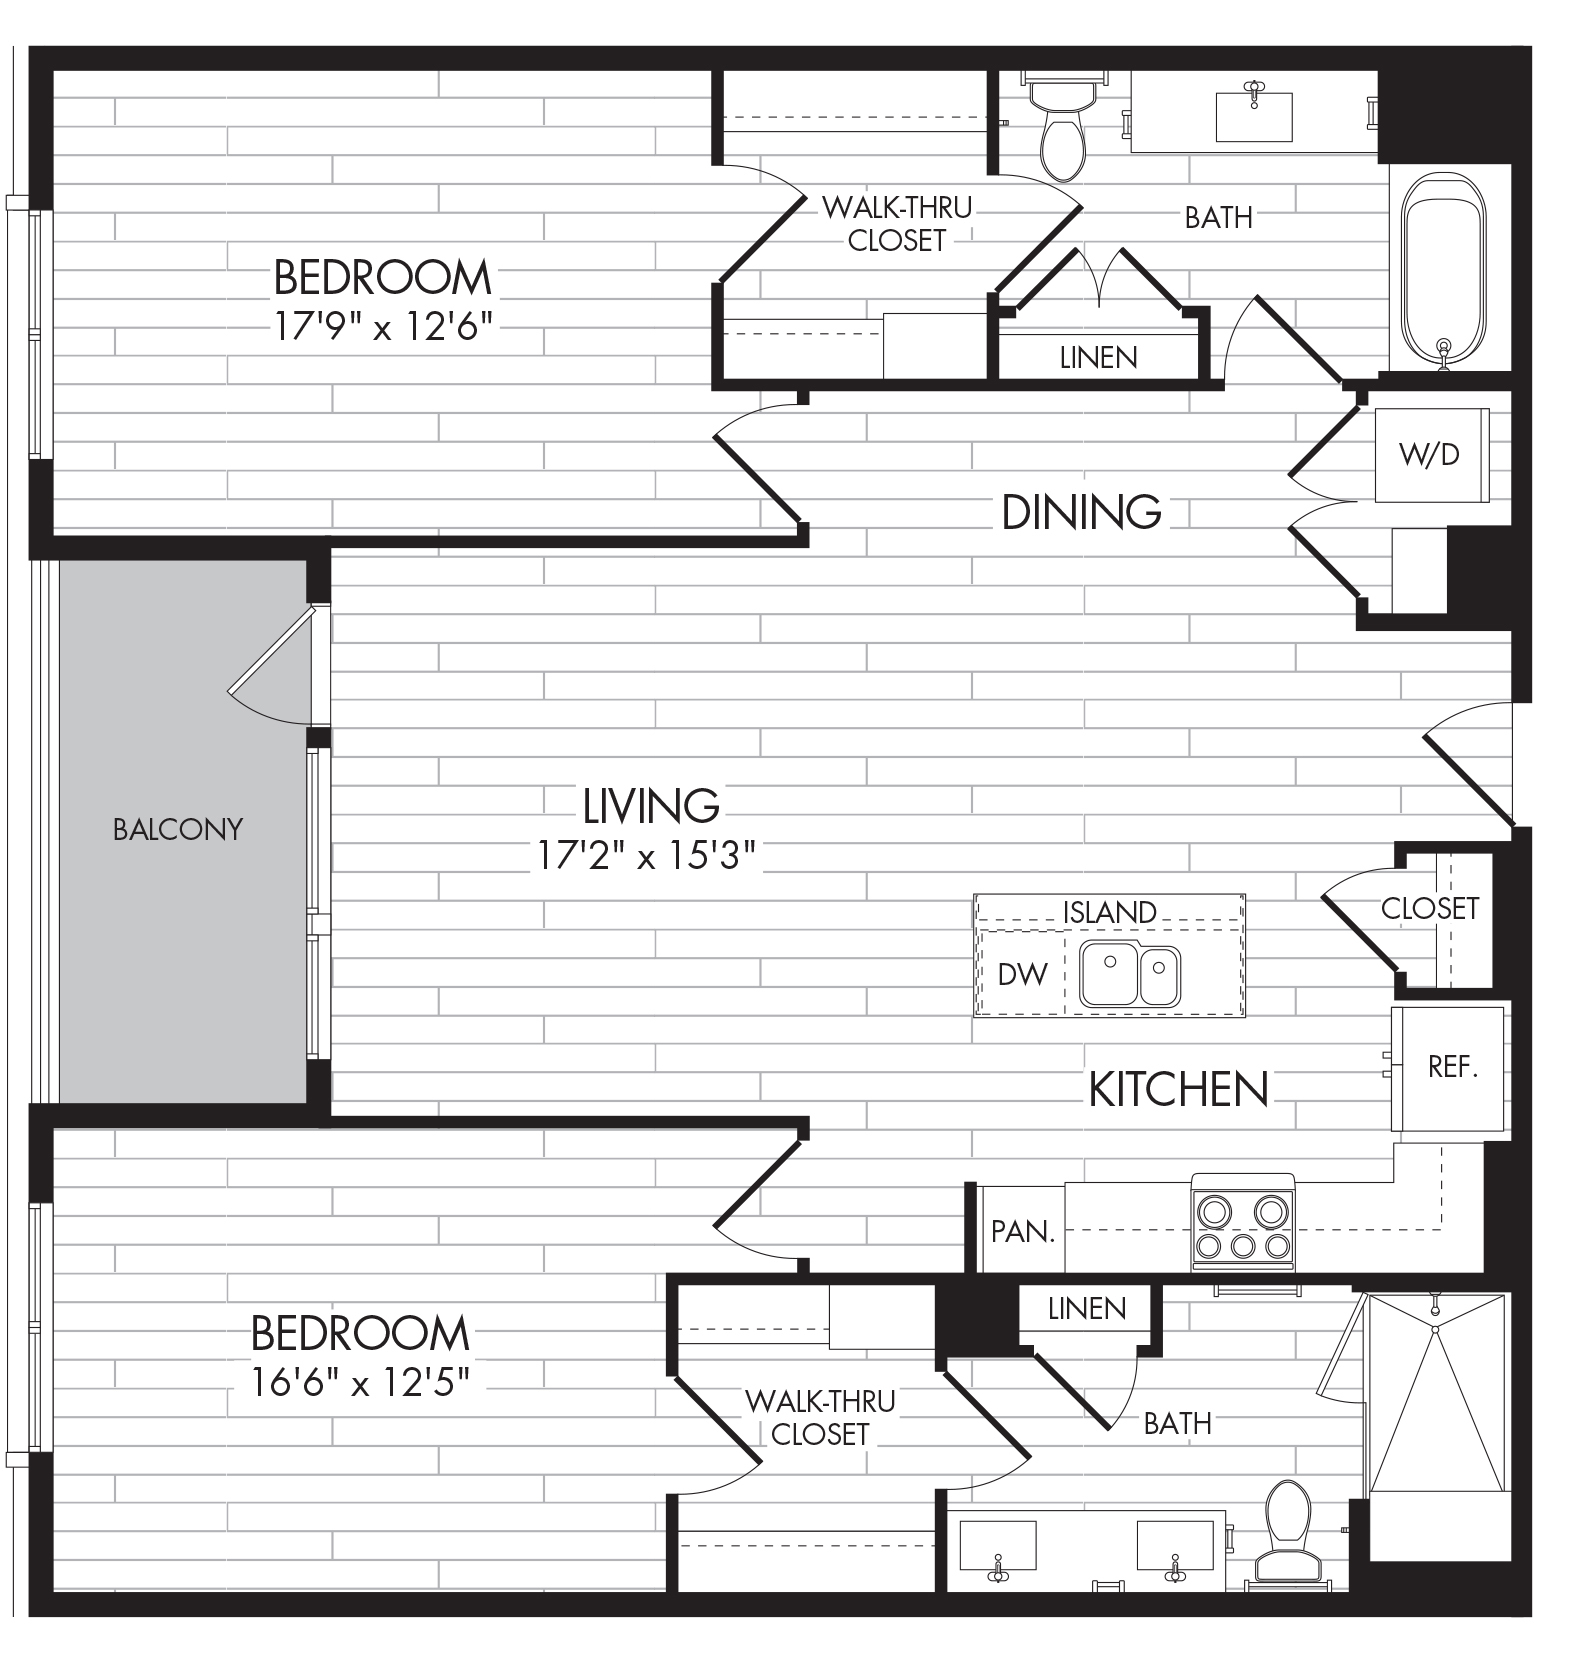 WALK-THRU
CLOSET
BATH
BEDROOM
17'9" x 12'6"
LINEN
W/D
DINING
LIVING
17'2" x 15'3"
BALCONY
CLOSET
ISLAND
DW
REF.
KITCHEN
PAN.
LINEN
BEDROOM
16'6" x 12'5"
WALK-THRU
CLOSET
BATH